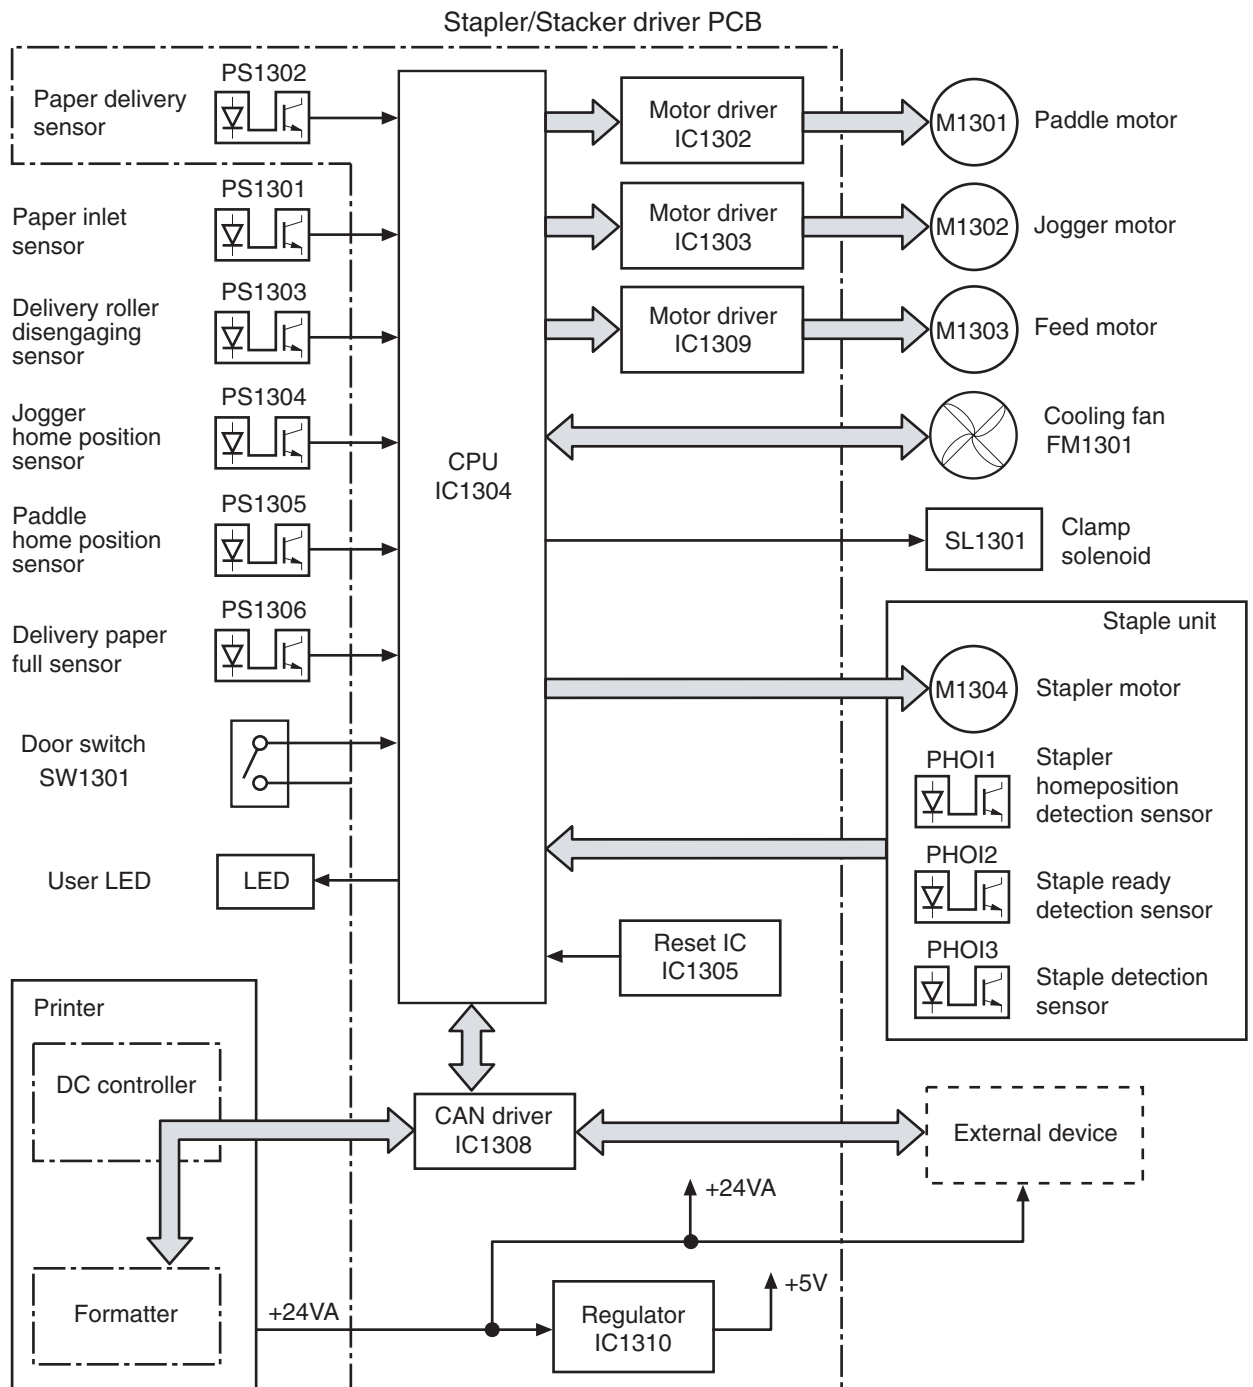 Stapler/Stacker driver PCB
Paper delivery
sensor
PS1302
Paper inlet
sensor
PS1301
Delivery roller
disengaging
sensor
PS1303
Jogger
home position
sensor
PS1304
Paddle
home position
sensor
PS1305
Delivery paper
full sensor
PS1306
Door switch
SW1301
User LED
LED
CPU
IC1304
Motor driver
IC1302
M1301
Paddle motor
Motor driver
IC1303
M1302
Jogger motor
Motor driver
IC1309
M1303
Feed motor
Cooling fan
FM1301
SL1301
Clamp
solenoid
Staple unit
M1304
Stapler motor
PHOI1
Stapler
homeposition
detection sensor
PHOI2
Staple ready
detection sensor
PHOI3
Staple detection
sensor
Reset IC
IC1305
Printer
DC controller
Formatter
CAN driver
IC1308
External device
+24VA
+24VA
Regulator
IC1310
+5V